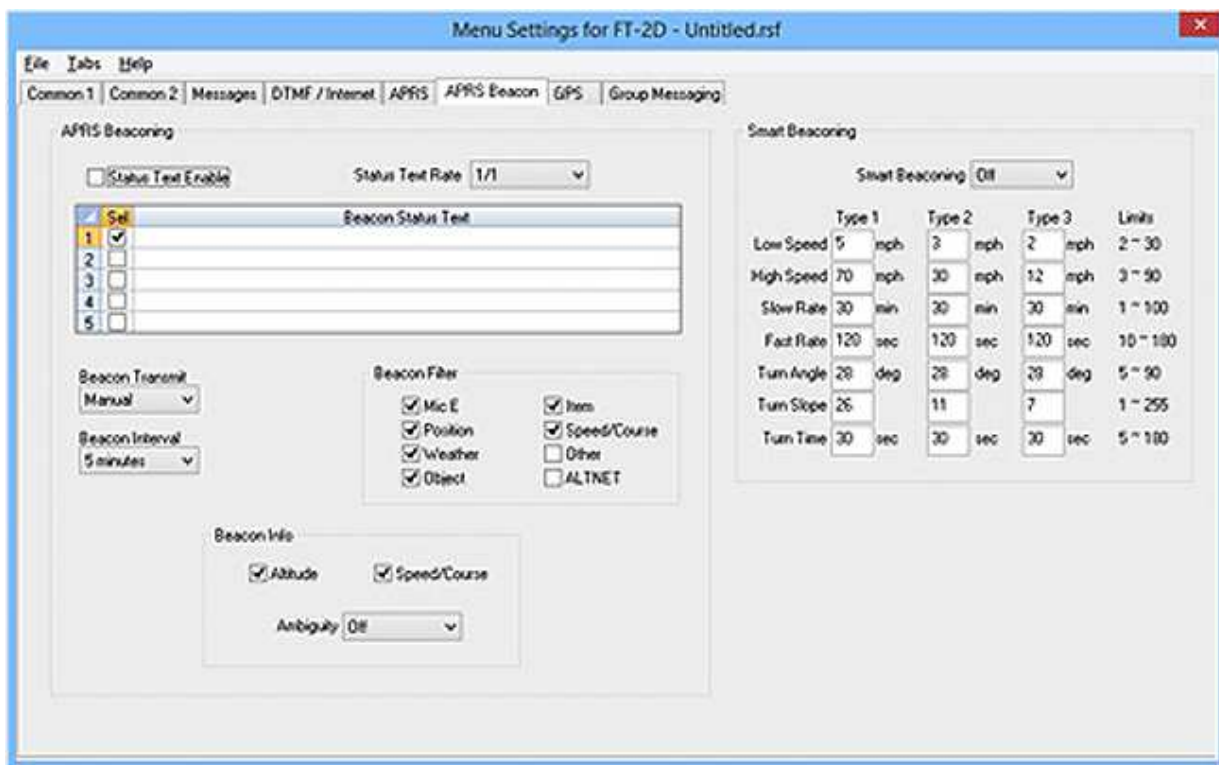 Menu Settings for FT-2D - Untitled.rsf
File Tabs Help
Common 1 Common 2 Messages DTMF / Internet APRS APRS Beacon GPS Group Messaging
APRS Beaconing
Status Text Enable Status Text Rate 1/1
Sel Beacon Status Text
1
2
3
4
5
Beacon Transmit
Manual
Beacon Interval
5 minutes
Beacon Filter
Mic E Item
Position Speed/Course
Weather Other
Object ALTNET
Beacon Info
Altitude Speed/Course
Ambiguity Off
Smart Beaconing
Smart Beaconing Off
Type 1 Type 2 Type 3 Limits
Low Speed 5 mph 3 mph 2 mph 2 ~ 30
High Speed 70 mph 30 mph 12 mph 3 ~ 90
Slow Rate 30 min 30 min 30 min 1 ~ 100
Fast Rate 120 sec 120 sec 120 sec 10 ~ 180
Turn Angle 28 deg 28 deg 28 deg 5 ~ 90
Turn Slope 26 11 7 1 ~ 255
Turn Time 30 sec 30 sec 30 sec 5 ~ 180